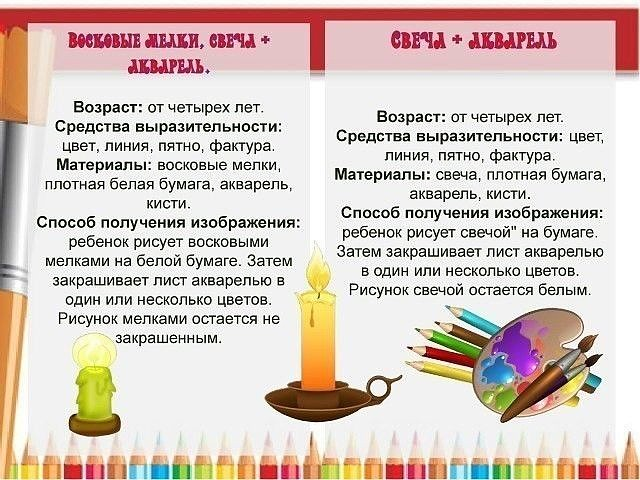 ВОСКОВЫЕ МЕЛКИ, СВЕЧА +
АКВАРЕЛЬ.
Возраст: от четырех лет.
Средства выразительности:
цвет, линия, пятно, фактура.
Материалы: восковые мелки,
плотная белая бумага, акварель,
кисти.
Способ получения изображения:
ребенок рисует восковыми
мелками на белой бумаге. Затем
закрашивает лист акварелью в
один или несколько цветов.
Рисунок мелками остается не
закрашенным.
СВЕЧА + АКВАРЕЛЬ
Возраст: от четырех лет.
Средства выразительности: цвет,
линия, пятно, фактура.
Материалы: свеча, плотная бумага,
акварель, кисти.
Способ получения изображения:
ребенок рисует свечой" на бумаге.
Затем закрашивает лист акварелью
в один или несколько цветов.
Рисунок свечой остается белым.